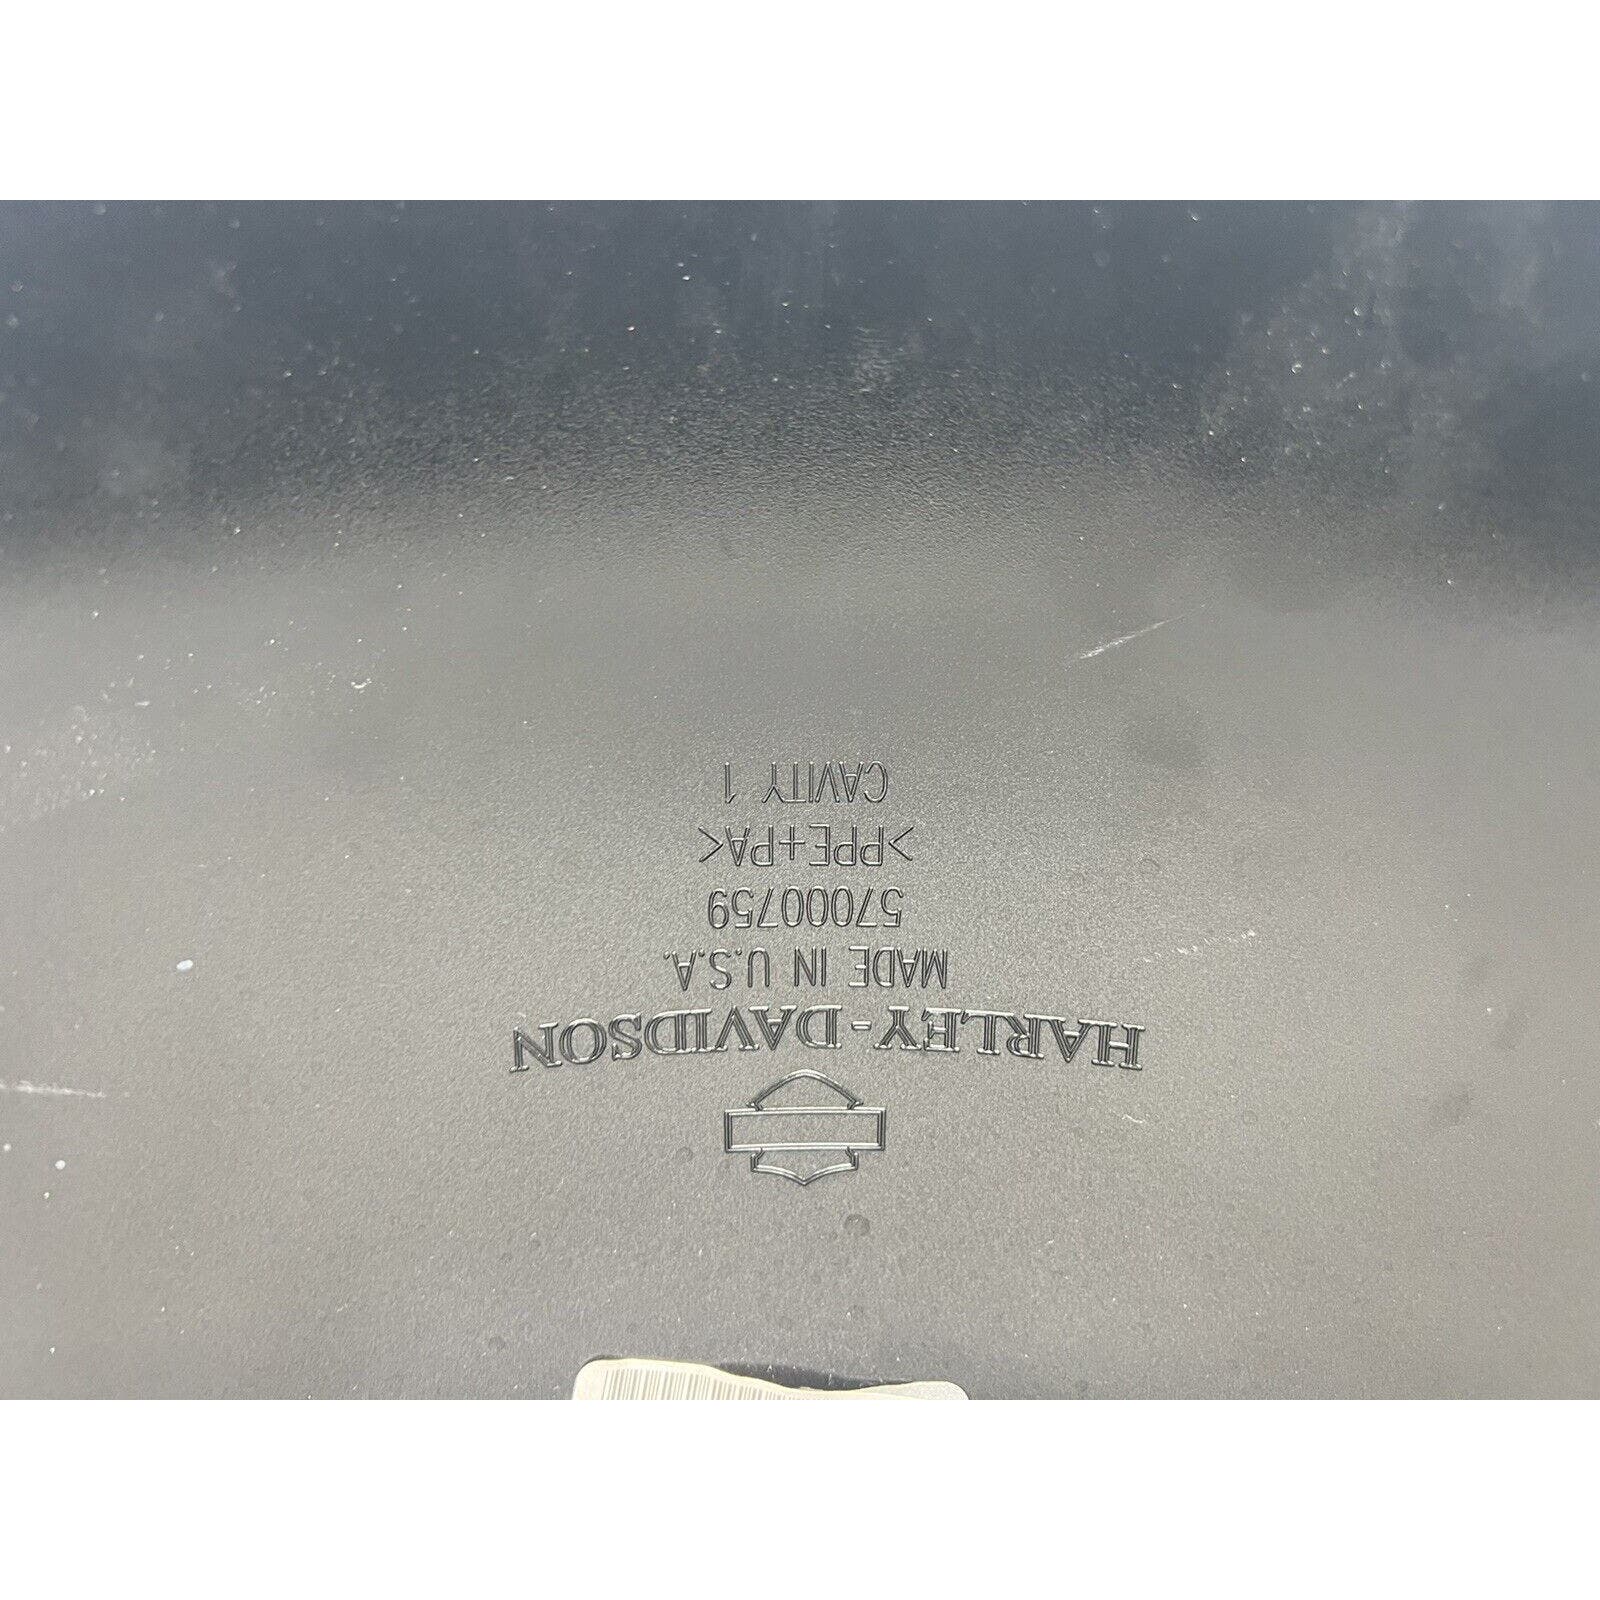 HARLEY-DAVIDSON
MADE IN U.S.A.
57000759
>PPE+PA<
CAVITY 1